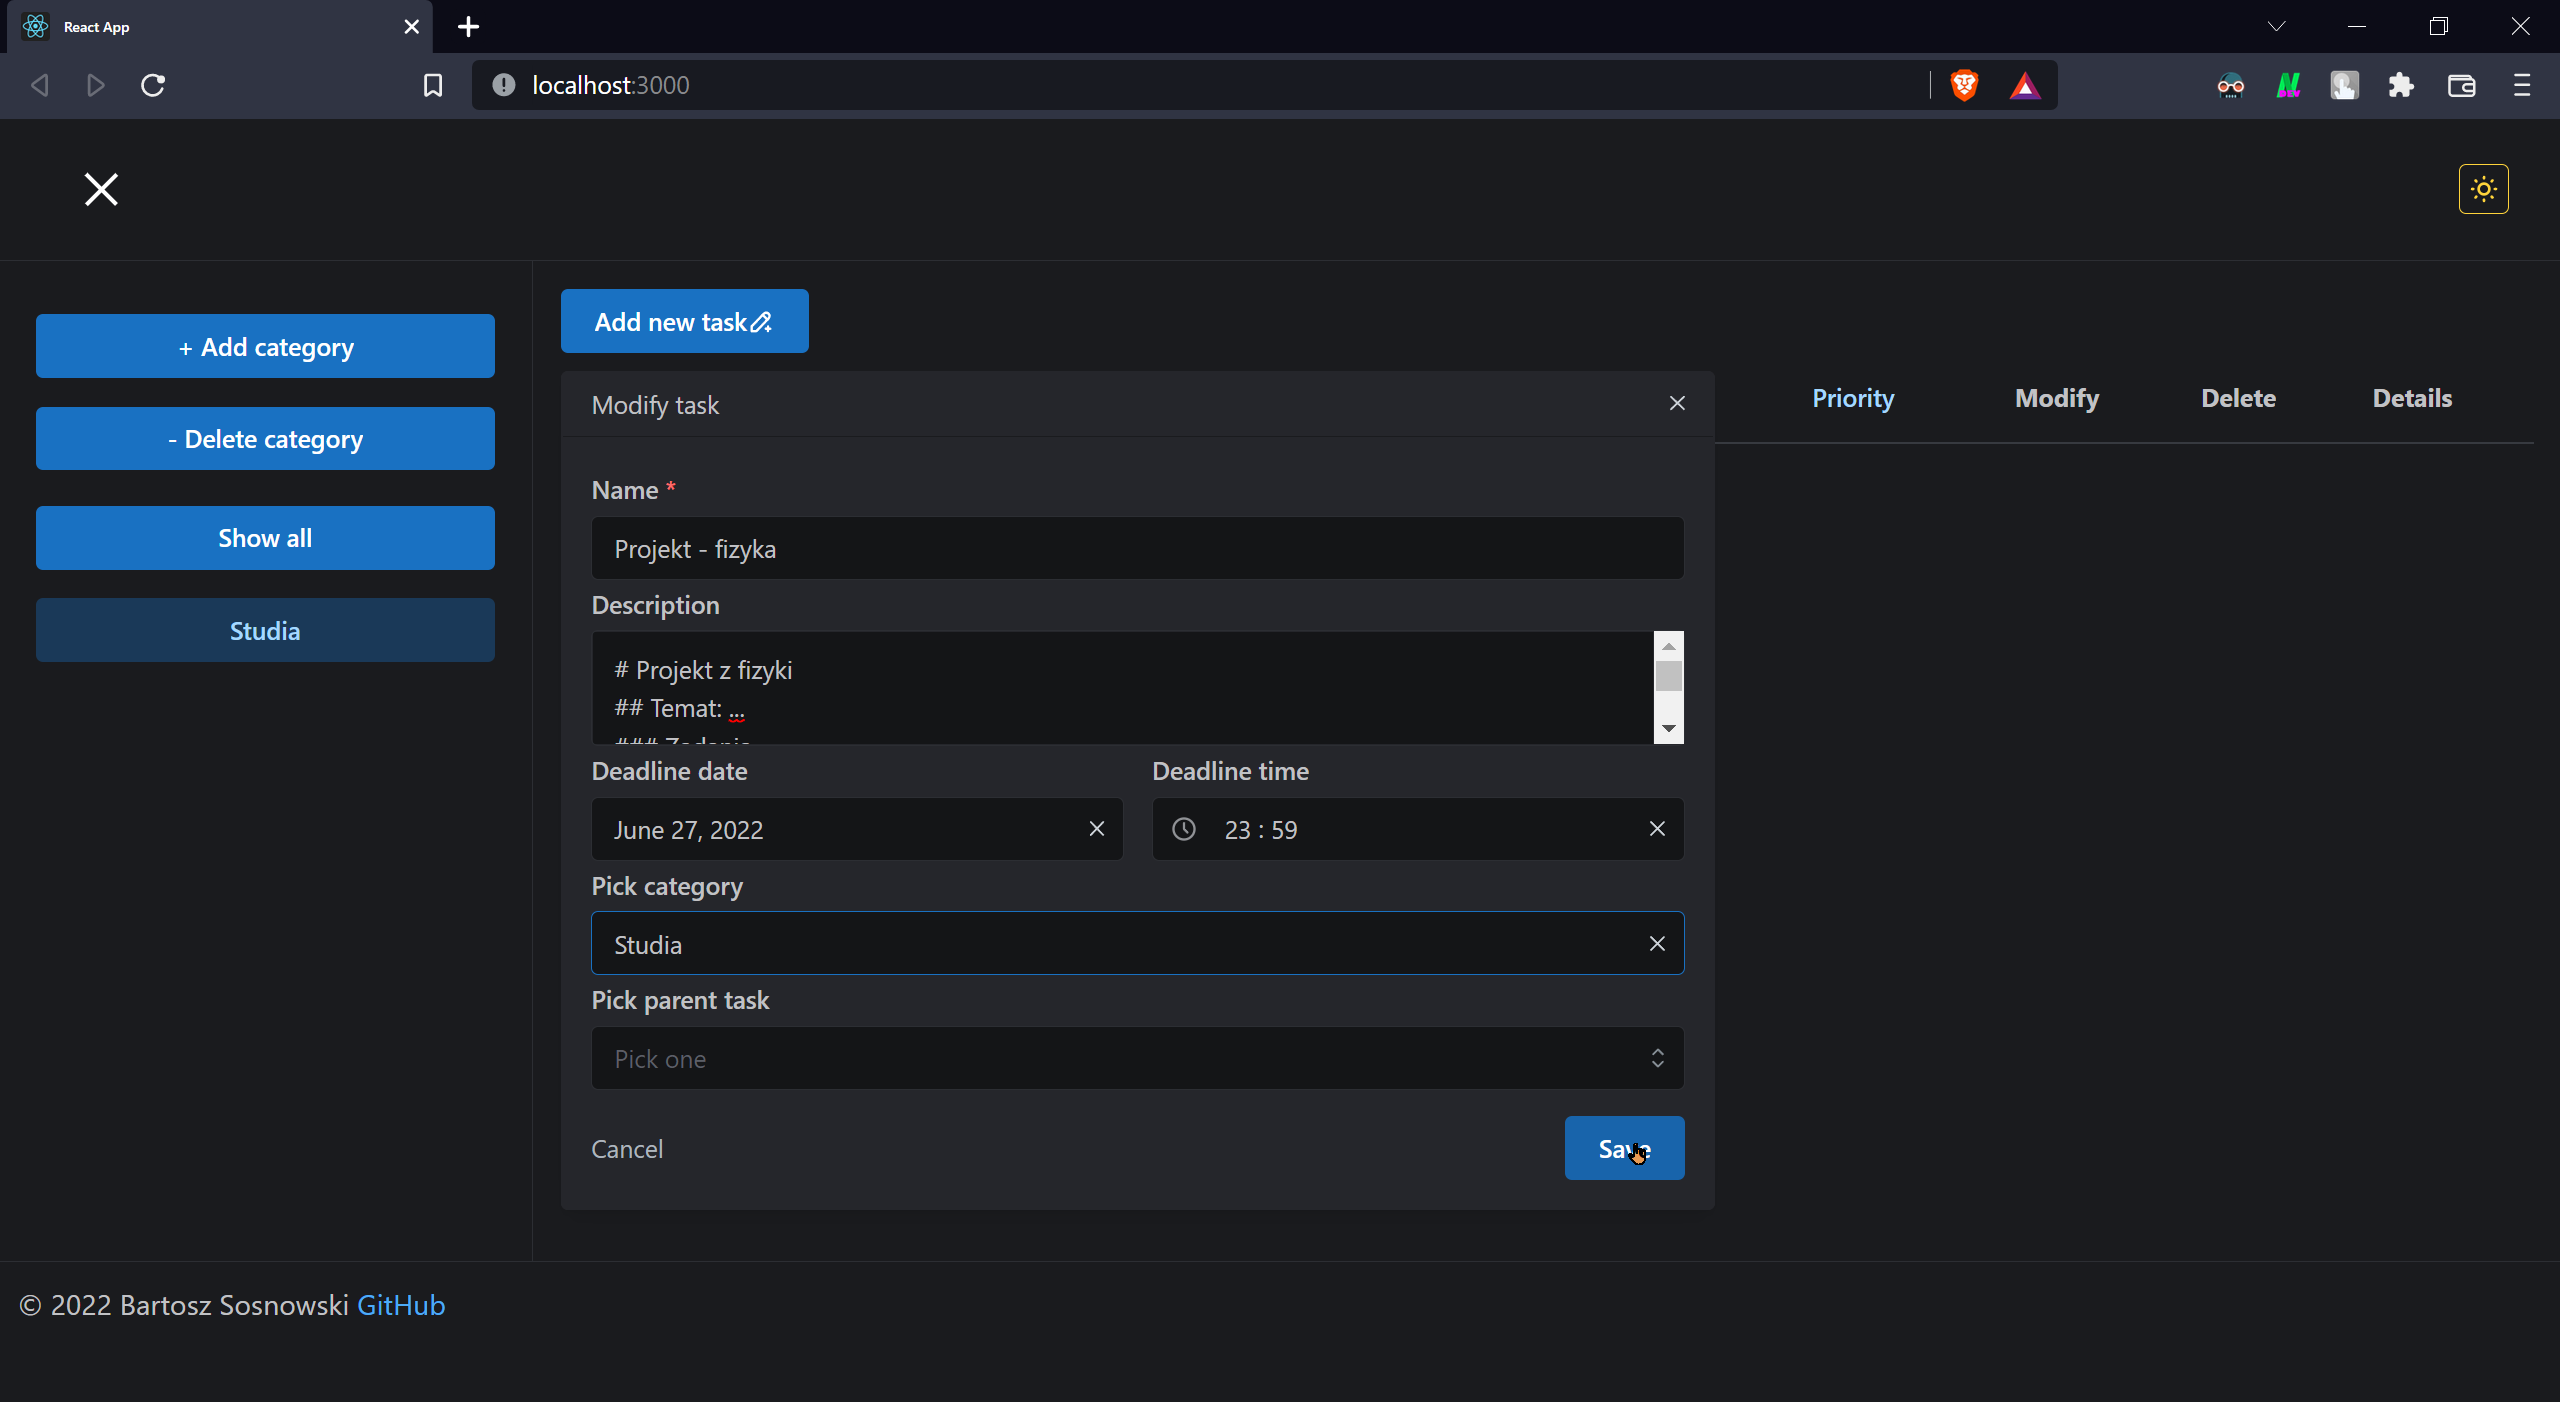 React App
localhost:3000
+ Add category
- Delete category
Show all
Studia
Add new task
Priority Modify Delete Details
Modify task
Name *
Projekt - fizyka
Description
# Projekt z fizyki
## Temat: ...
### Zadania
Deadline date Deadline time
June 27, 2022 23 : 59
Pick category
Studia
Pick parent task
Pick one
Cancel Save
© 2022 Bartosz Sosnowski GitHub